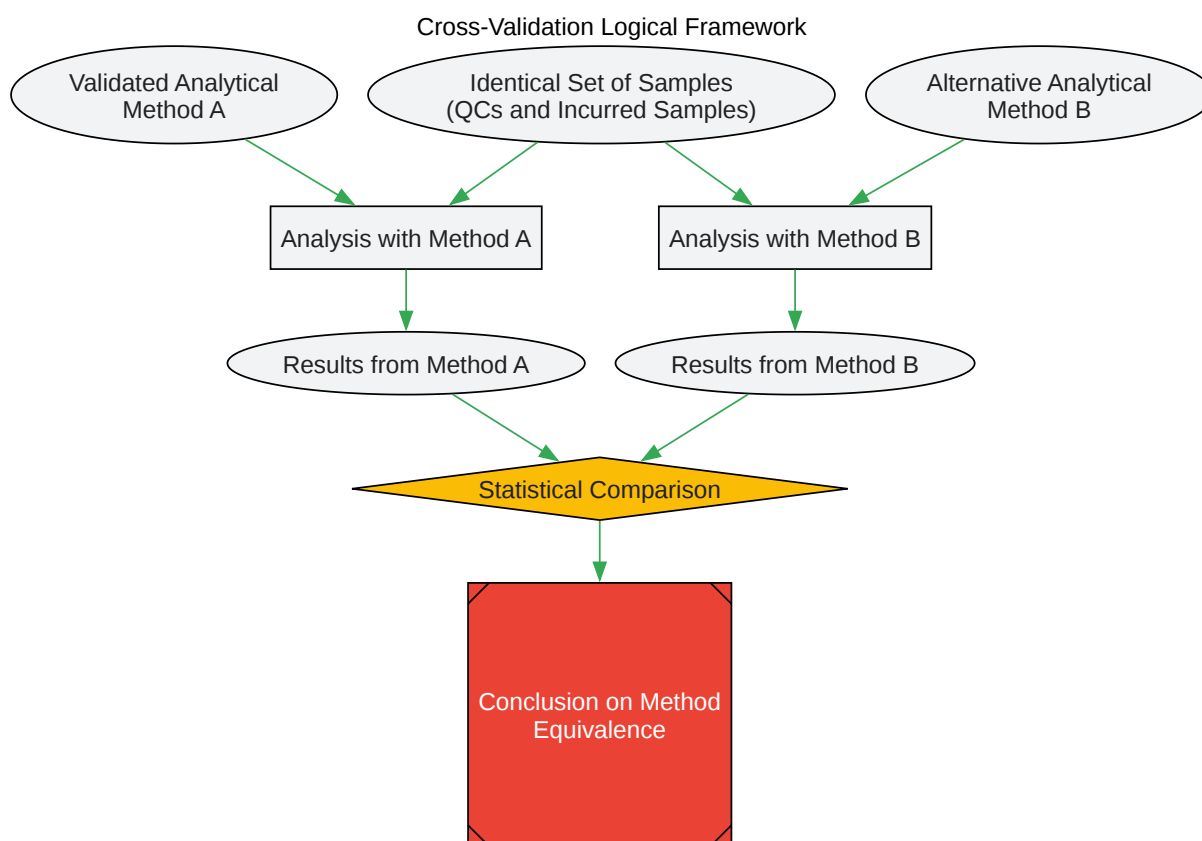 Cross-Validation Logical Framework
Validated Analytical
Method A
Identical Set of Samples
(QCs and Incurred Samples)
Alternative Analytical
Method B
Analysis with Method A
Analysis with Method B
Results from Method A
Results from Method B
Statistical Comparison
Conclusion on Method
Equivalence